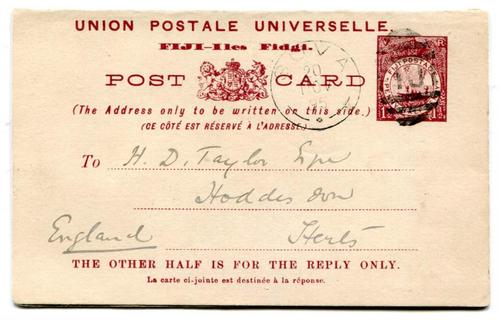 UNION POSTALE UNIVERSELLE.
FIJI-Iles Fidgi.
POST CARD
SUVA
20
(The Address only to be written on this side.)
(CE CÔTÉ EST RÉSERVÉ À L'ADRESSE)
To H. D. Taylor Esqre
Hoddesdon
England Herts
THE OTHER HALF IS FOR THE REPLY ONLY.
La carte ci-jointe est destinée à la réponse.